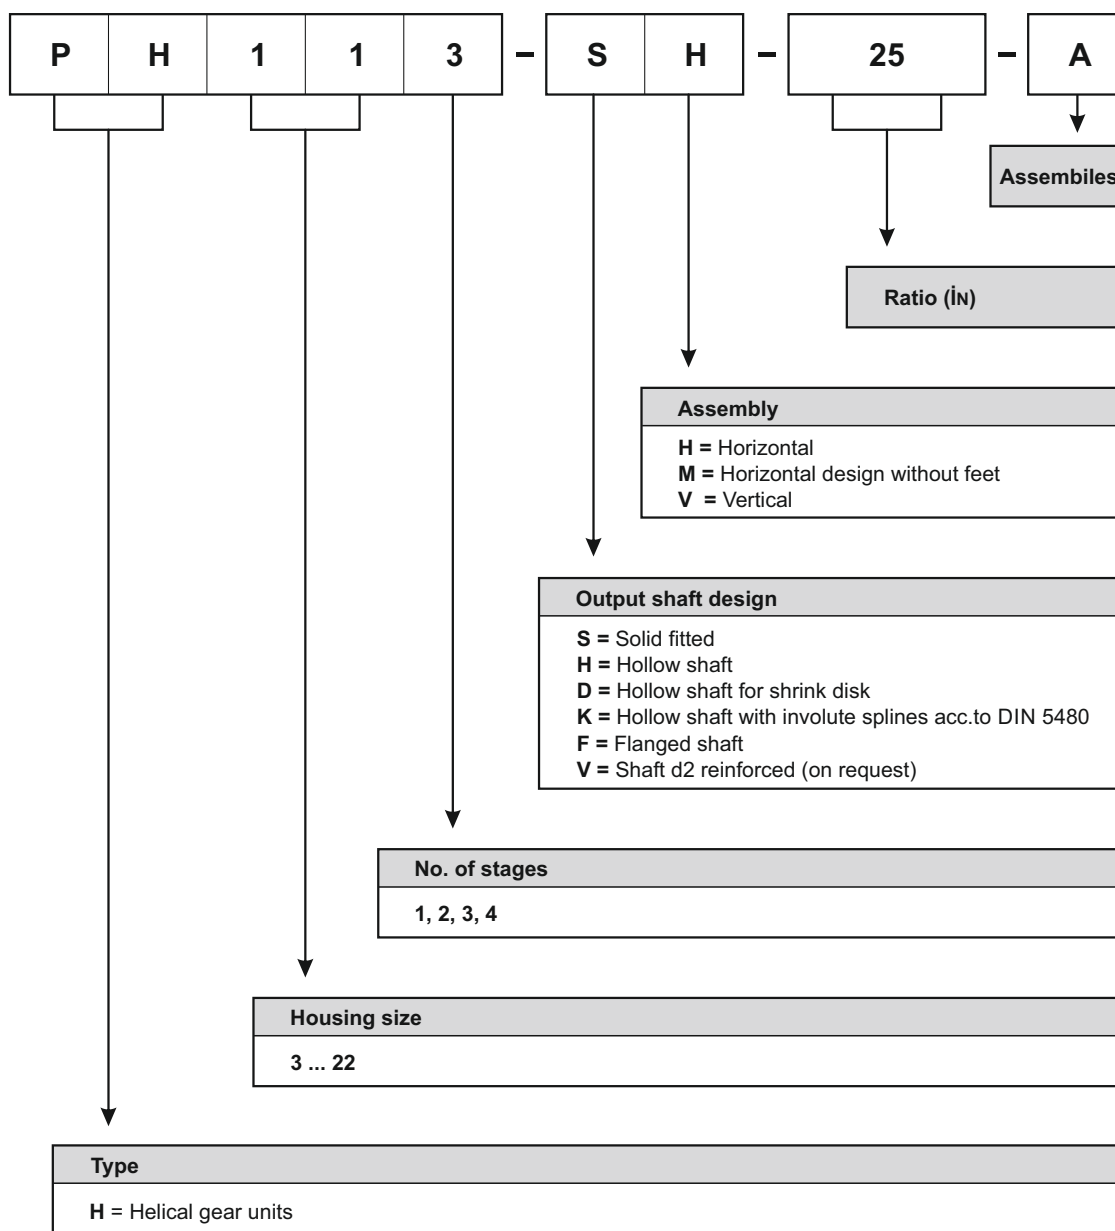 P H 1 1 3 – S H – 25 – A
Assembiles
Ratio (iN)
Assembly
H = Horizontal
M = Horizontal design without feet
V = Vertical
Output shaft design
S = Solid fitted
H = Hollow shaft
D = Hollow shaft for shrink disk
K = Hollow shaft with involute splines acc.to DIN 5480
F = Flanged shaft
V = Shaft d2 reinforced (on request)
No. of stages
1, 2, 3, 4
Housing size
3 ... 22
Type
H = Helical gear units